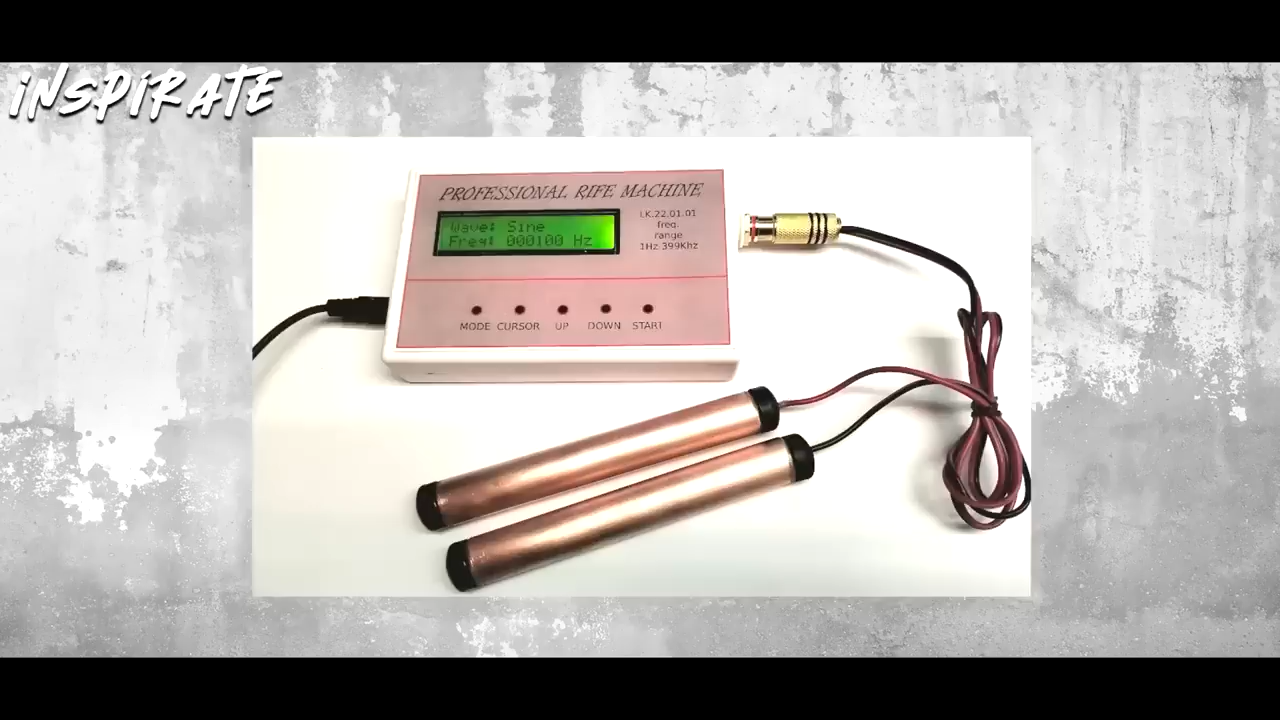 iNSPiRATE
PROFESSIONAL RIFE MACHINE
Wave: Sine
Freq: 000100 Hz
LK.22.01.01
freq.
range
1Hz 399Khz
MODE CURSOR UP DOWN START